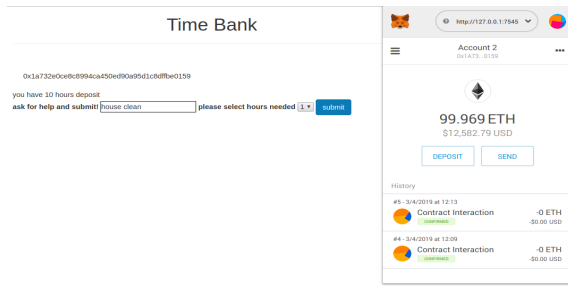 Time Bank
0x1a732e0ce8c8994ca450ed90a95d1c8dffbe0159
you have 10 hours deposit
ask for help and submit! house clean please select hours needed 1 submit
http://127.0.0.1:7545
Account 2
0x1A73...0159
99.969 ETH
$12,582.79 USD
DEPOSIT SEND
History
#5 - 3/4/2019 at 12:13
Contract Interaction -0 ETH
CONFIRMED -$0.00 USD
#4 - 3/4/2019 at 12:09
Contract Interaction -0 ETH
CONFIRMED -$0.00 USD